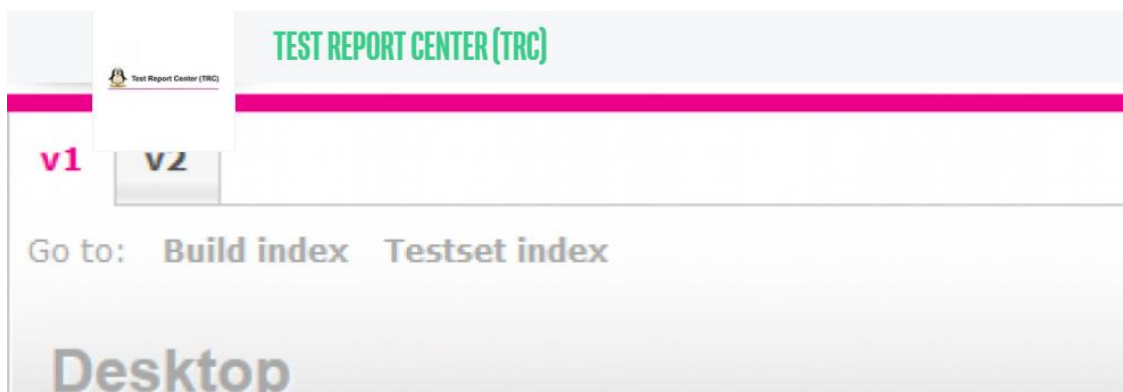 TEST REPORT CENTER (TRC)
Test Report Center (TRC)
v1 v2
Go to: Build index Testset index
Desktop